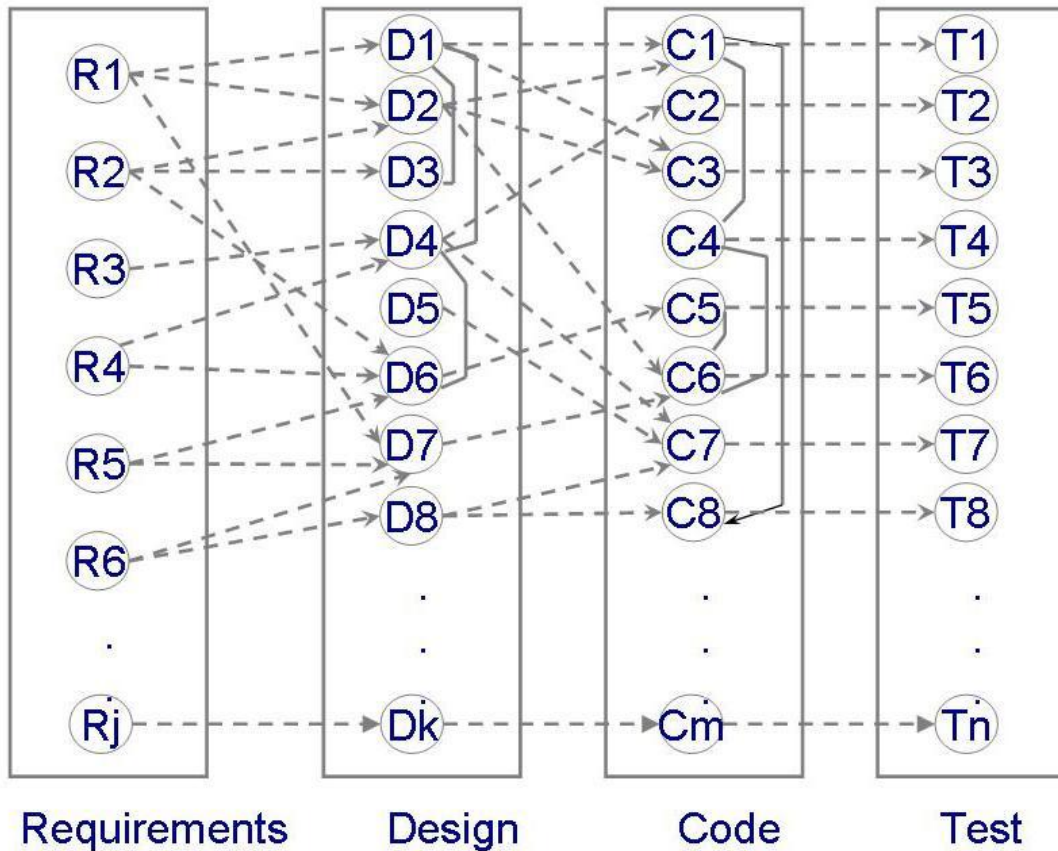 R1
R2
R3
R4
R5
R6
.
.
Rj
D1
D2
D3
D4
D5
D6
D7
D8
.
.
.
Dk
C1
C2
C3
C4
C5
C6
C7
C8
.
.
.
Cm
T1
T2
T3
T4
T5
T6
T7
T8
.
.
.
Tn
Requirements
Design
Code
Test